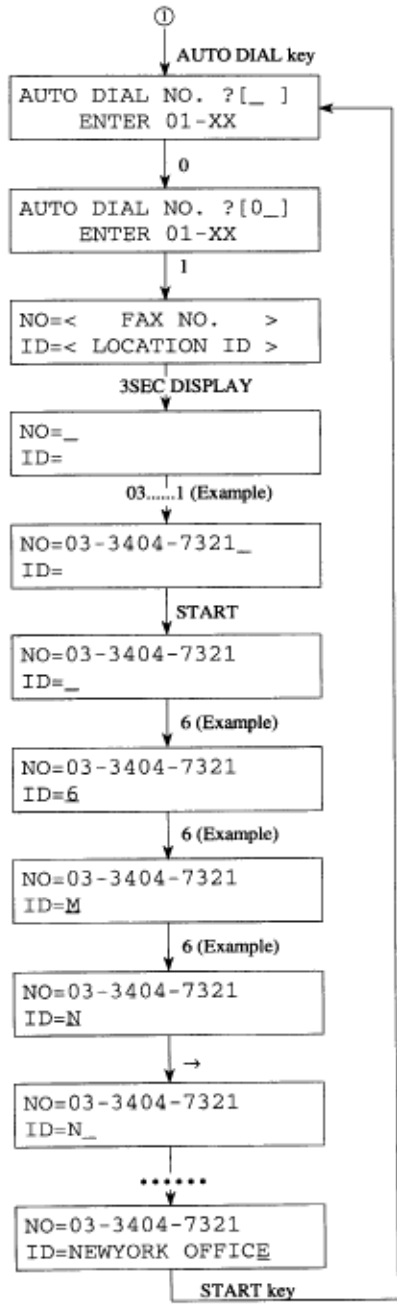 ①
AUTO DIAL key
AUTO DIAL NO. ?[_ ]
ENTER 01-XX
0
AUTO DIAL NO. ?[0_]
ENTER 01-XX
1
NO=< FAX NO. >
ID=< LOCATION ID >
3SEC DISPLAY
NO=_
ID=
03......1 (Example)
NO=03-3404-7321_
ID=
START
NO=03-3404-7321
ID=_
6 (Example)
NO=03-3404-7321
ID=6
6 (Example)
NO=03-3404-7321
ID=M
6 (Example)
NO=03-3404-7321
ID=N
→
NO=03-3404-7321
ID=N_
••••••
NO=03-3404-7321
ID=NEWYORK OFFICE
START key